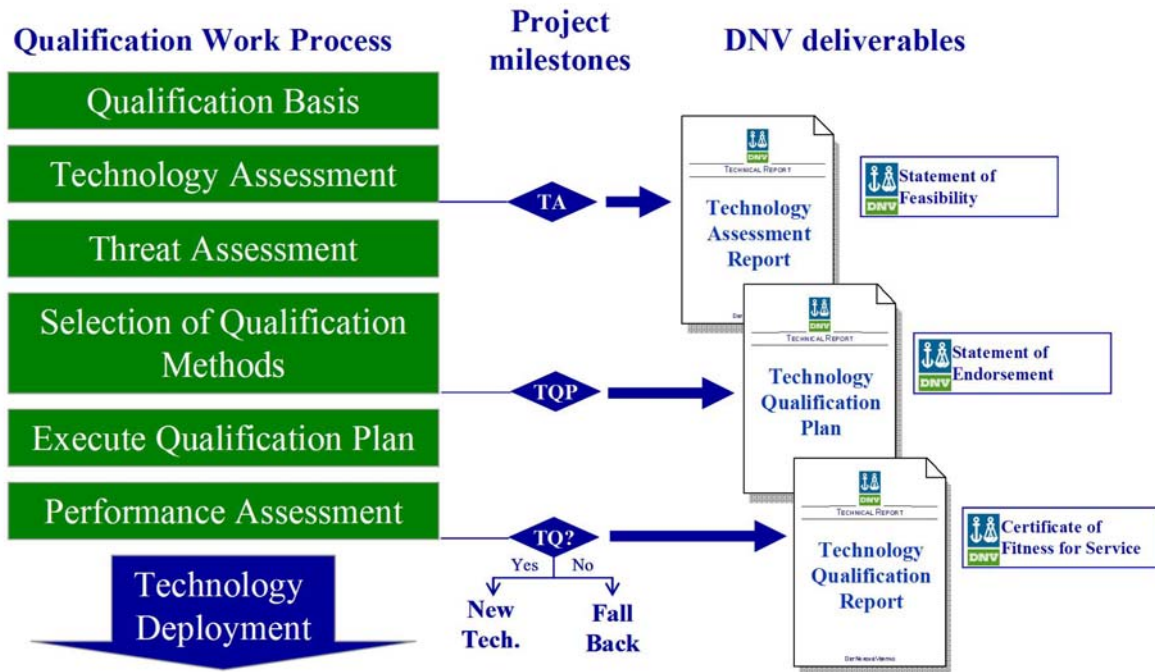 Qualification Work Process
Project
milestones
DNV deliverables
Qualification Basis
Technology Assessment
Threat Assessment
Selection of Qualification
Methods
Execute Qualification Plan
Performance Assessment
Technology
Deployment
TA
TQP
TQ?
Yes
No
New
Tech.
Fall
Back
DNV
TECHNICAL REPORT
Technology
Assessment
Report
DNV
Statement of
Feasibility
DNV
TECHNICAL REPORT
Technology
Qualification
Plan
DNV
Statement of
Endorsement
DNV
TECHNICAL REPORT
Technology
Qualification
Report
DET NORSKE VERITAS
DNV
Certificate of
Fitness for Service